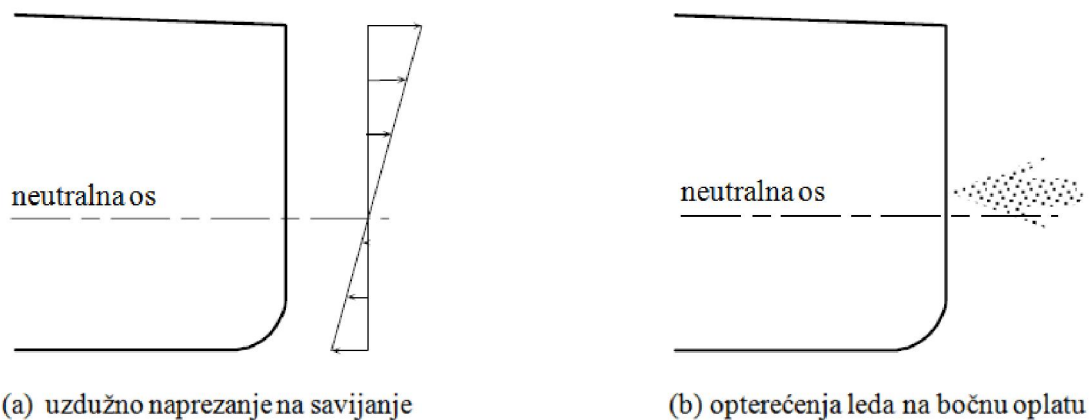 neutralna os
neutralna os
(a) uzdužno naprezanje na savijanje
(b) opterećenja leda na bočnu oplatu